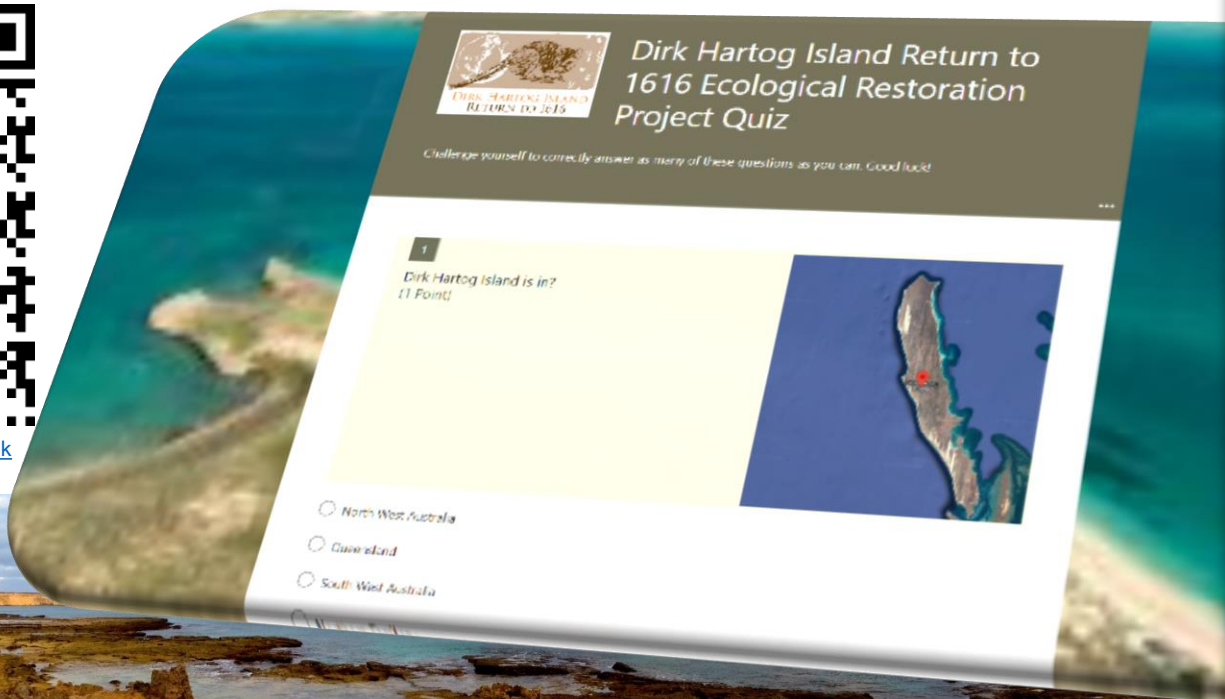 DIRK HARTOG ISLAND
RETURN TO 1616
Dirk Hartog Island Return to
1616 Ecological Restoration
Project Quiz
Challenge yourself to correctly answer as many of these questions as you can. Good luck!
...
1
Dirk Hartog Island is in?
(1 Point)
North West Australia
Queensland
South West Australia
k